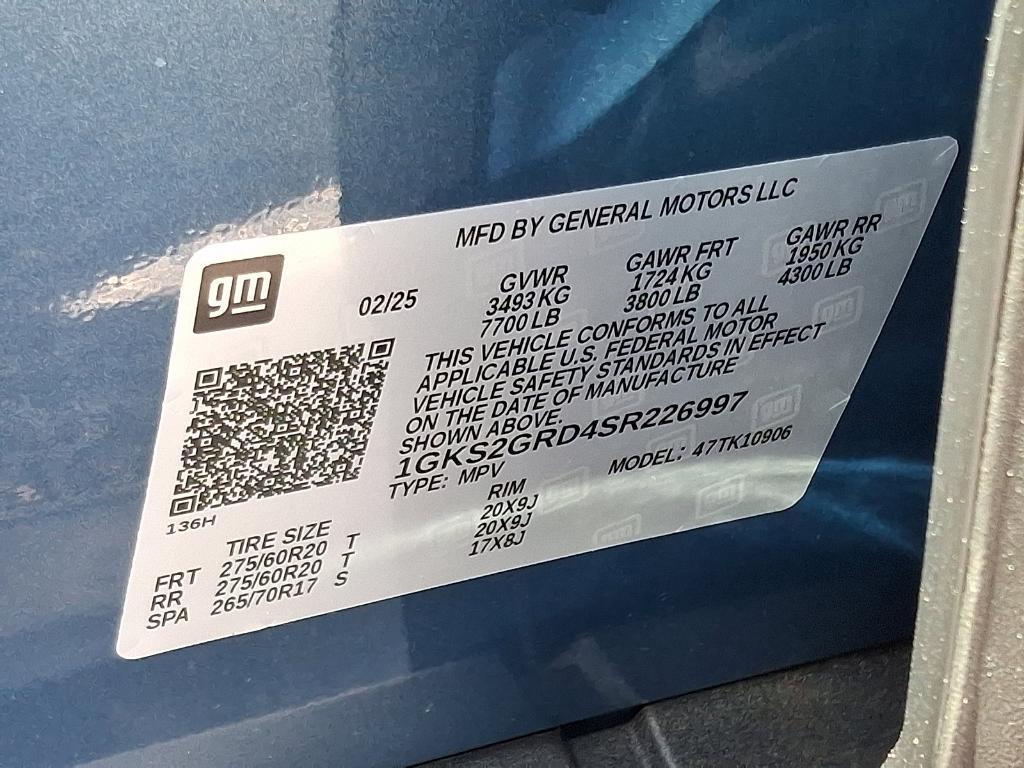 MFD BY GENERAL MOTORS LLC
gm
02/25
GVWR GAWR FRT GAWR RR
3493 KG 1724 KG 1950 KG
7700 LB 3800 LB 4300 LB
THIS VEHICLE CONFORMS TO ALL
APPLICABLE U.S. FEDERAL MOTOR
VEHICLE SAFETY STANDARDS IN EFFECT
ON THE DATE OF MANUFACTURE
SHOWN ABOVE.
1GKS2GRD4SR226997
TYPE: MPV MODEL: 47TK10906
136H
TIRE SIZE RIM
FRT 275/60R20 T 20X9J
RR 275/60R20 T 20X9J
SPA 265/70R17 S 17X8J